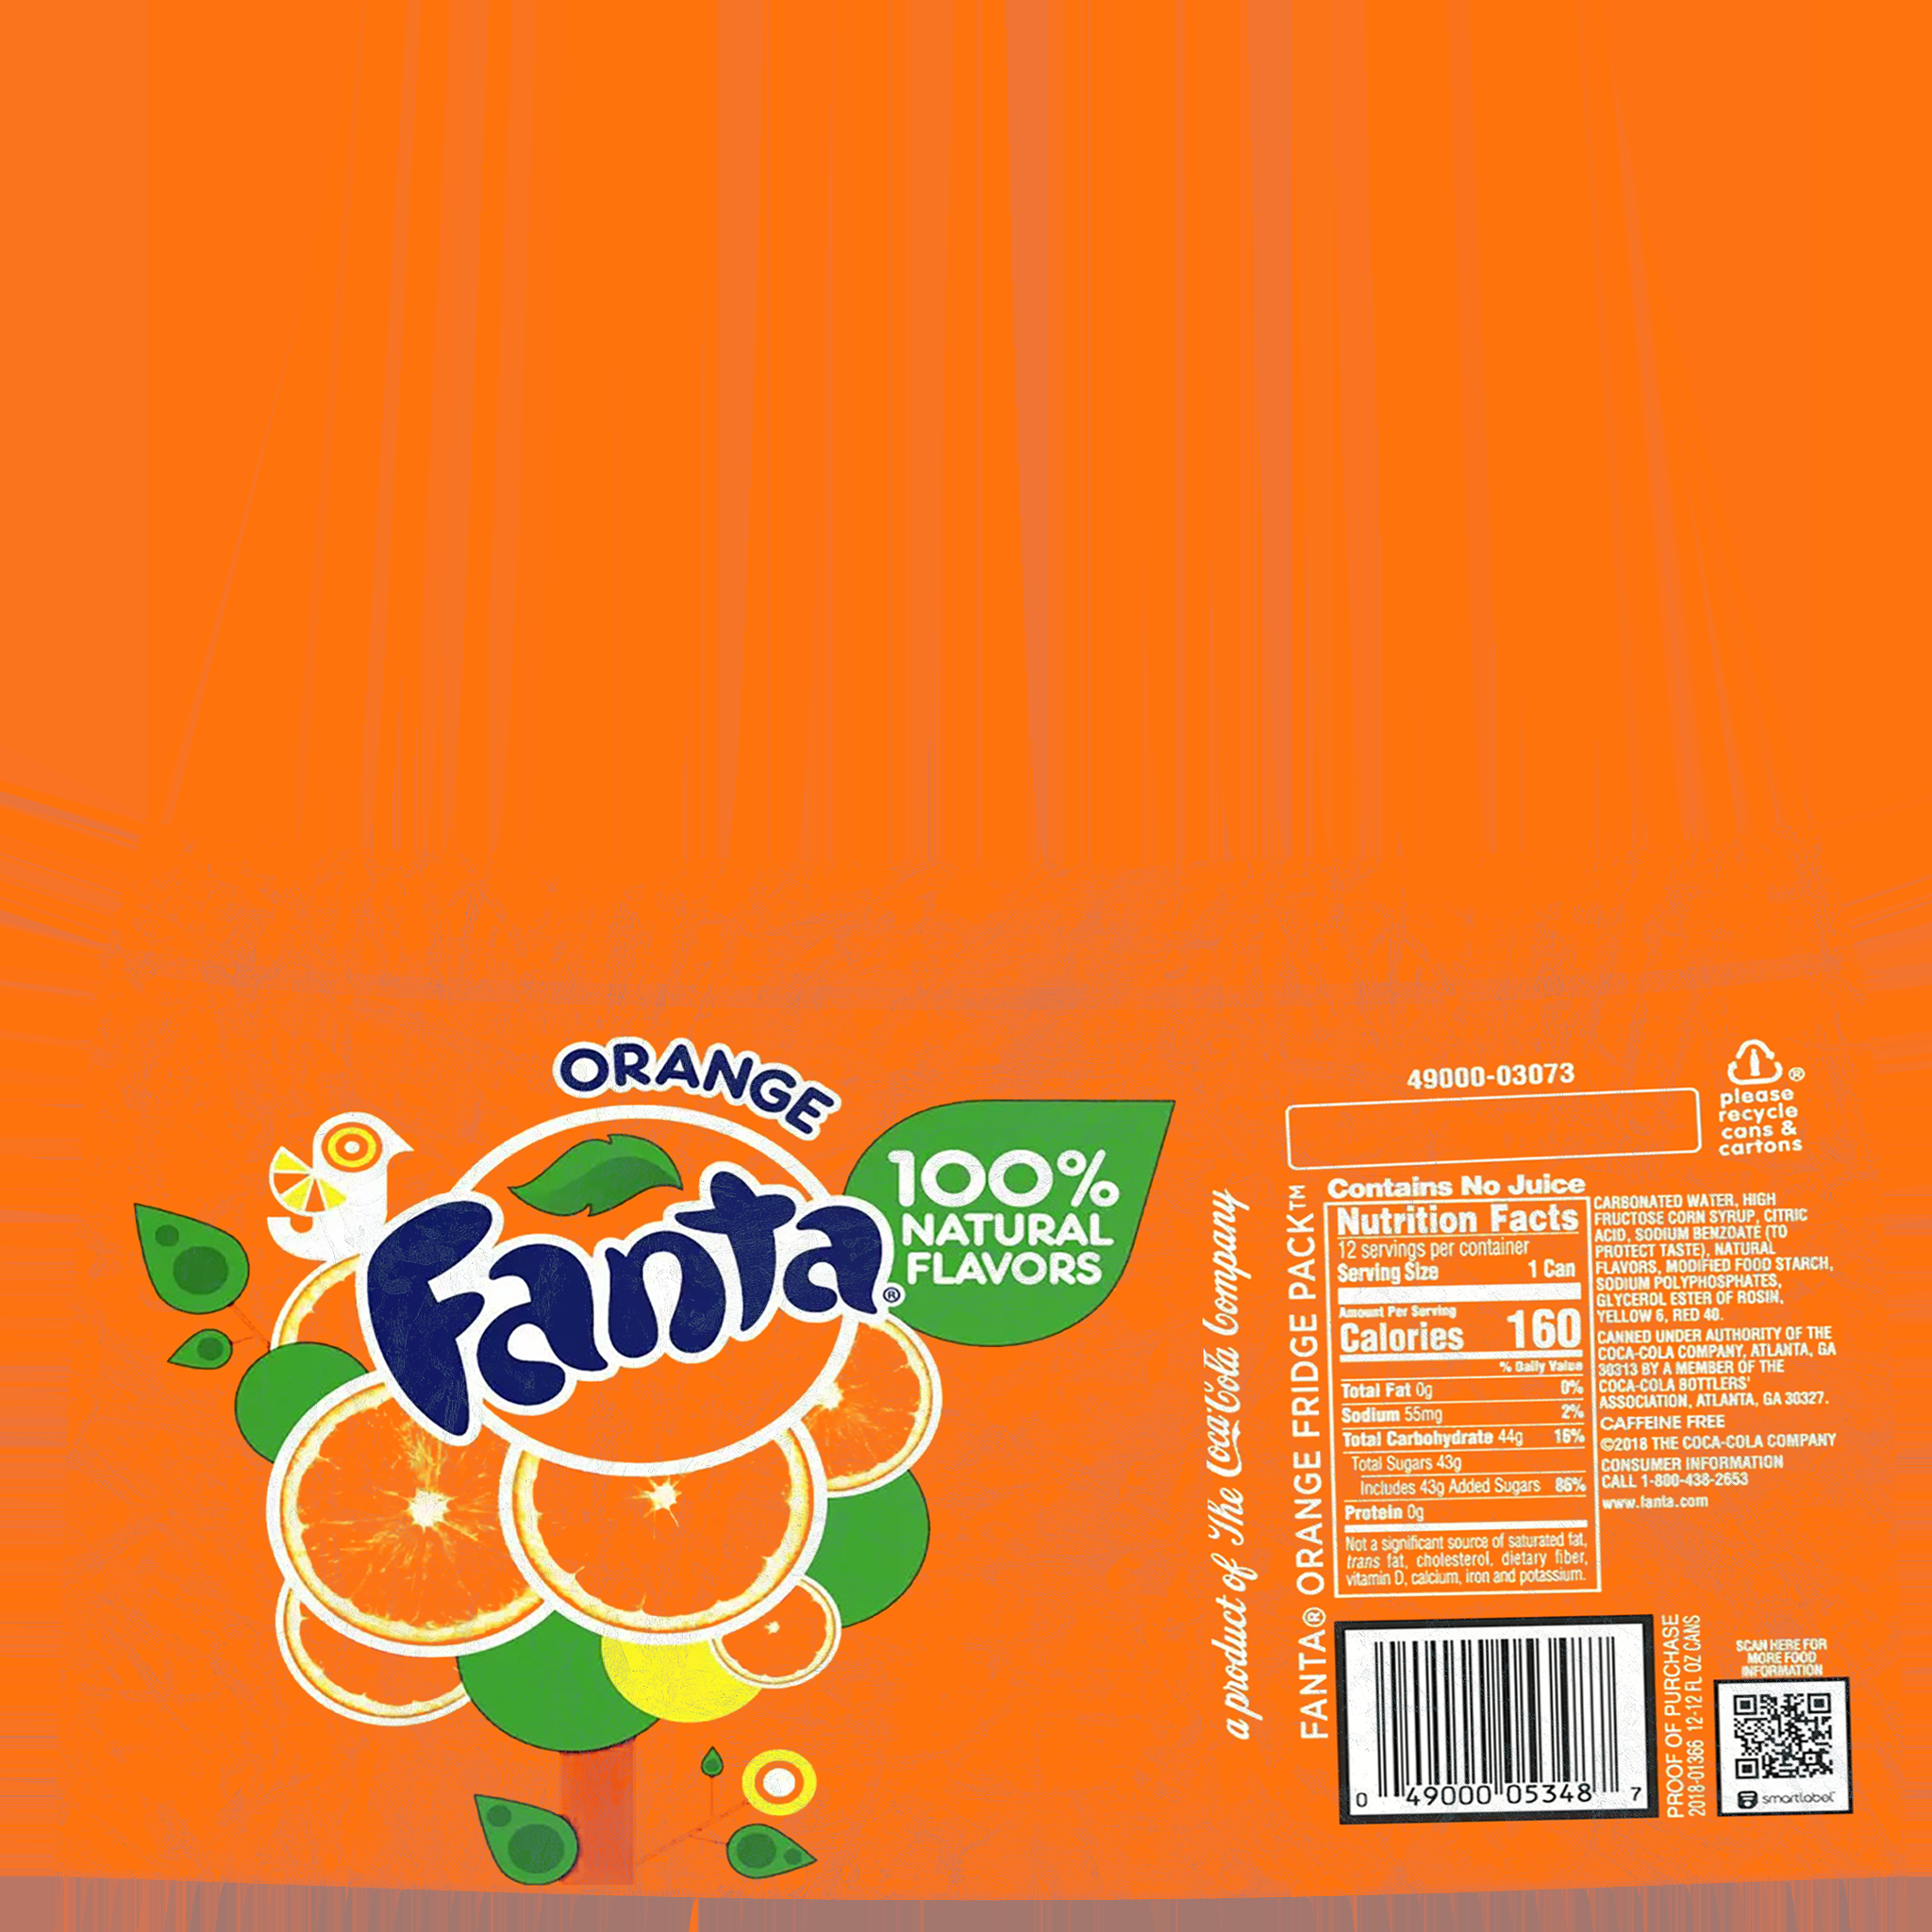 ORANGE
Fanta®
100%
NATURAL
FLAVORS
a product of The Coca-Cola Company
FANTA® ORANGE FRIDGE PACK™
49000-03073
®
please
recycle
cans &
cartons
Contains No Juice
Nutrition Facts
12 servings per container
Serving Size 1 Can
Amount Per Serving
Calories 160
% Daily Value
Total Fat 0g 0%
Sodium 55mg 2%
Total Carbohydrate 44g 16%
Total Sugars 43g
Includes 43g Added Sugars 86%
Protein 0g
Not a significant source of saturated fat,
trans fat, cholesterol, dietary fiber,
vitamin D, calcium, iron and potassium.
CARBONATED WATER, HIGH
FRUCTOSE CORN SYRUP, CITRIC
ACID, SODIUM BENZOATE (TO
PROTECT TASTE), NATURAL
FLAVORS, MODIFIED FOOD STARCH,
SODIUM POLYPHOSPHATES,
GLYCEROL ESTER OF ROSIN,
YELLOW 6, RED 40.
CANNED UNDER AUTHORITY OF THE
COCA-COLA COMPANY, ATLANTA, GA
30313 BY A MEMBER OF THE
COCA-COLA BOTTLERS'
ASSOCIATION, ATLANTA, GA 30327.
CAFFEINE FREE
©2018 THE COCA-COLA COMPANY
CONSUMER INFORMATION
CALL 1-800-438-2653
www.fanta.com
0 49000 05348 7
PROOF OF PURCHASE
2018-01366 12-12 FL OZ CANS
SCAN HERE FOR
MORE FOOD
INFORMATION
smartlabel